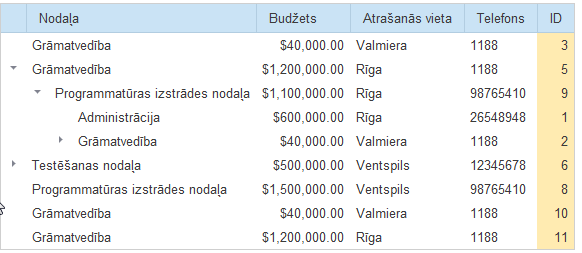 Nodaļa Budžets Atrašanās vieta Telefons ID
Grāmatvedība $40,000.00 Valmiera 1188 3
Grāmatvedība $1,200,000.00 Rīga 1188 5
Programmatūras izstrādes nodaļa $1,100,000.00 Rīga 98765410 9
Administrācija $600,000.00 Rīga 26548948 1
Grāmatvedība $40,000.00 Valmiera 1188 2
Testēšanas nodaļa $500,000.00 Ventspils 12345678 6
Programmatūras izstrādes nodaļa $1,500,000.00 Ventspils 98765410 8
Grāmatvedība $40,000.00 Valmiera 1188 10
Grāmatvedība $1,200,000.00 Rīga 1188 11